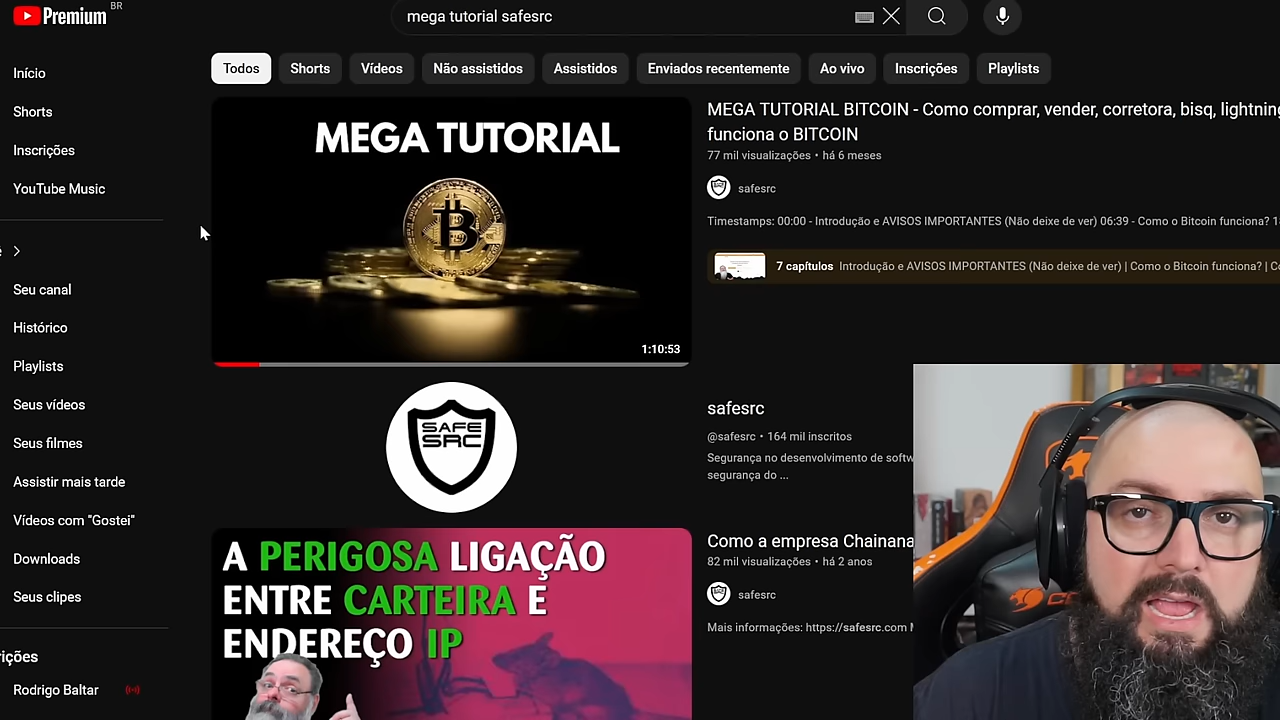 Premium BR
mega tutorial safesrc
Início
Shorts
Inscrições
YouTube Music
Seu canal
Histórico
Playlists
Seus vídeos
Seus filmes
Assistir mais tarde
Vídeos com "Gostei"
Downloads
Seus clipes
rições
Rodrigo Baltar
Todos
Shorts
Vídeos
Não assistidos
Assistidos
Enviados recentemente
Ao vivo
Inscrições
Playlists
MEGA TUTORIAL
1:10:53
MEGA TUTORIAL BITCOIN - Como comprar, vender, corretora, bisq, lightning
funciona o BITCOIN
77 mil visualizações • há 6 meses
safesrc
Timestamps: 00:00 - Introdução e AVISOS IMPORTANTES (Não deixe de ver) 06:39 - Como o Bitcoin funciona?
7 capítulos Introdução e AVISOS IMPORTANTES (Não deixe de ver) | Como o Bitcoin funciona? |
SAFE
SRC
safesrc
@safesrc • 164 mil inscritos
Segurança no desenvolvimento de softw
segurança do ...
A PERIGOSA LIGAÇÃO
ENTRE CARTEIRA E
ENDEREÇO IP
Como a empresa Chainana
82 mil visualizações • há 2 anos
safesrc
Mais informações: https://safesrc.com